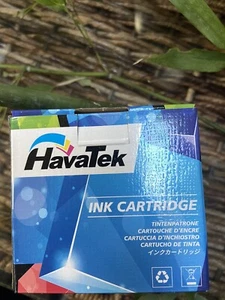 HavaTek
INK CARTRIDGE
TINTENPATRONE
CARTOUCHE D'ENCRE
CARTUCCIA D'INCHIOSTRO
CARTUCHO DE TINTA
インクカートリッジ